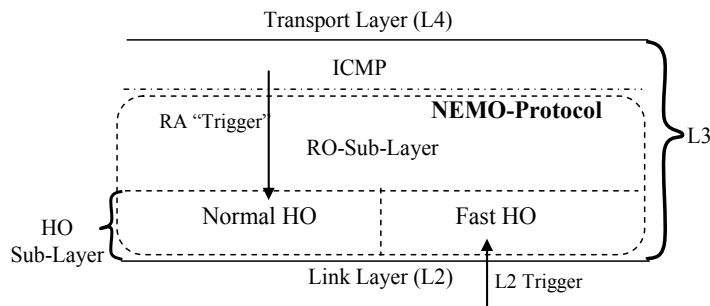 Transport Layer (L4)
ICMP
NEMO-Protocol
RA “Trigger”
RO-Sub-Layer
L3
HO
Sub-Layer
Normal HO
Fast HO
Link Layer (L2)
L2 Trigger